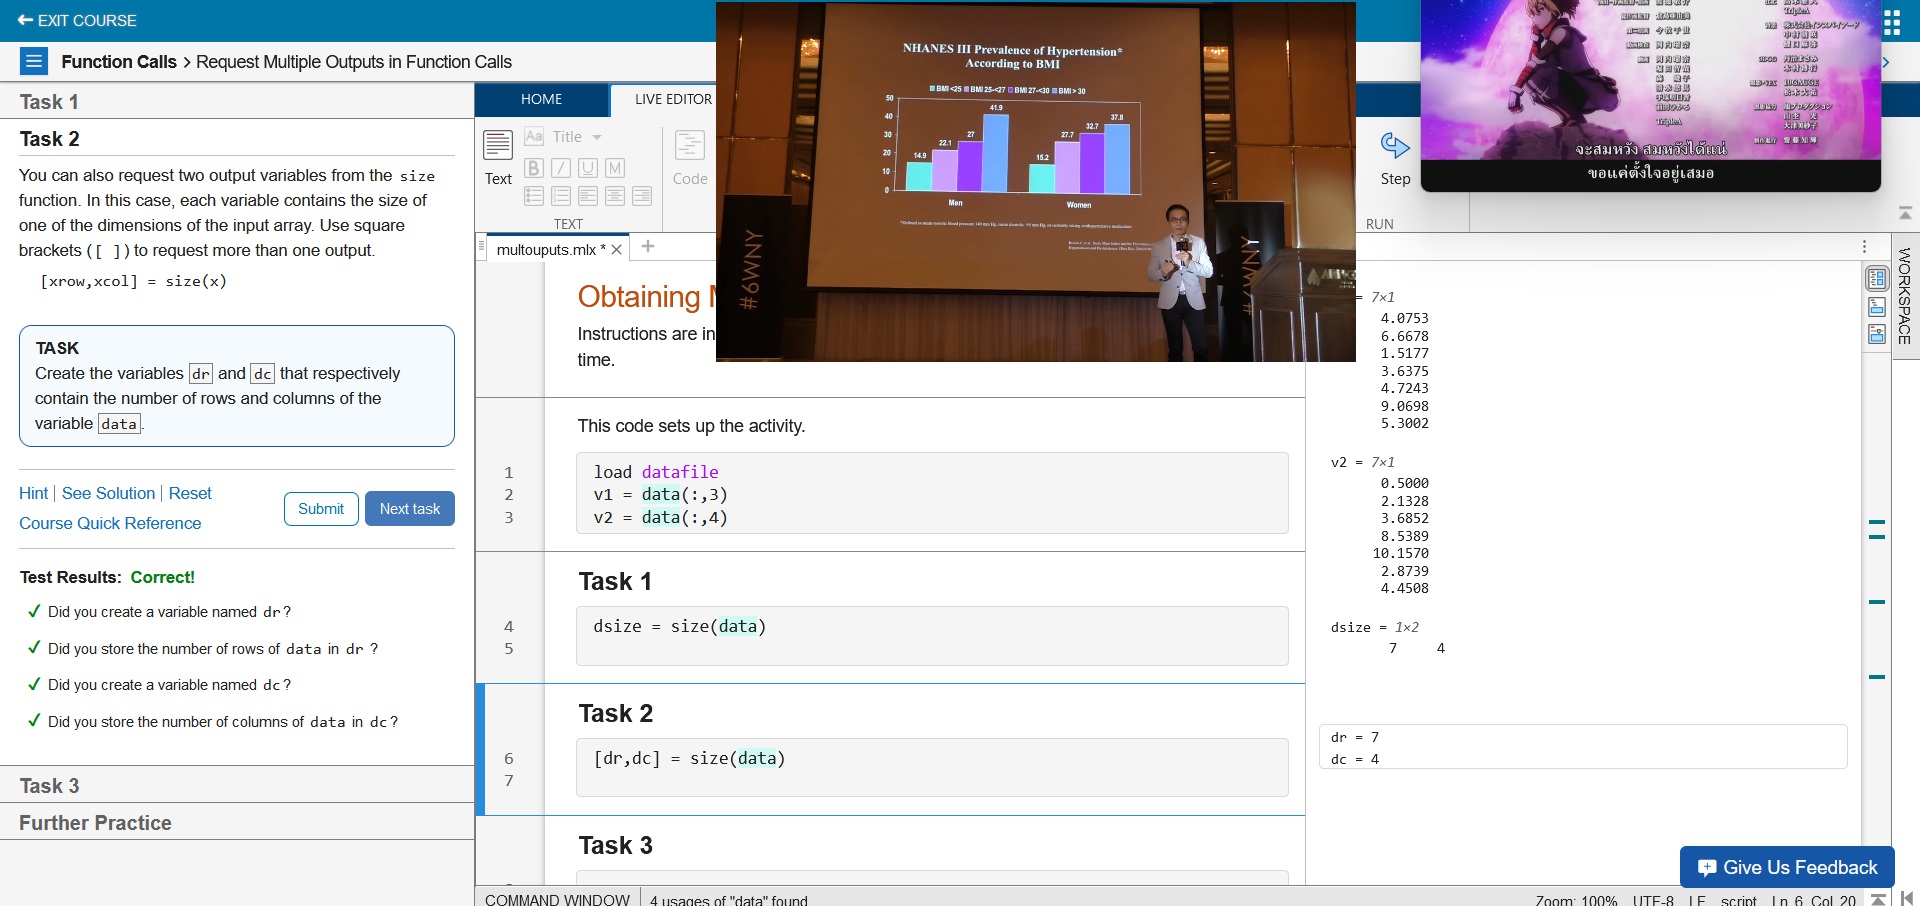 EXIT COURSE
Function Calls > Request Multiple Outputs in Function Calls
Task 1
Task 2
You can also request two output variables from the size
function. In this case, each variable contains the size of
one of the dimensions of the input array. Use square
brackets ([ ]) to request more than one output.
[xrow,xcol] = size(x)
TASK
Create the variables dr and dc that respectively
contain the number of rows and columns of the
variable data.
Hint | See Solution | Reset
Course Quick Reference
Submit
Next task
Test Results: Correct!
Did you create a variable named dr?
Did you store the number of rows of data in dr ?
Did you create a variable named dc?
Did you store the number of columns of data in dc?
Task 3
Further Practice
HOME
LIVE EDITOR
Text
Aa Title
B I U M
Code
TEXT
Step
RUN
multouputs.mlx *
Obtaining
Instructions are in
time.
This code sets up the activity.
1 load datafile
2 v1 = data(:,3)
3 v2 = data(:,4)
Task 1
4 dsize = size(data)
5
Task 2
6 [dr,dc] = size(data)
7
Task 3
NHANES III Prevalence of Hypertension*
According to BMI
BMI <25 BMI 25-<27 BMI 27-<30 BMI > 30
50
40
30
20
10
0
14.9
22.1
27
41.9
15.2
27.7
32.7
37.8
Men
Women
#6WNY
จะสมหวัง สมหวังได้แน่
ขอแค่ตั้งใจอยู่เสมอ
TripleA
TripleA
= 7×1
4.0753
6.6678
1.5177
3.6375
4.7243
9.0698
5.3002
v2 = 7×1
0.5000
2.1328
3.6852
8.5389
10.1570
2.8739
4.4508
dsize = 1×2
7 4
dr = 7
dc = 4
WORKSPACE
Give Us Feedback
COMMAND WINDOW
4 usages of "data" found
Zoom: 100% UTF-8 LF script Ln 6 Col 20